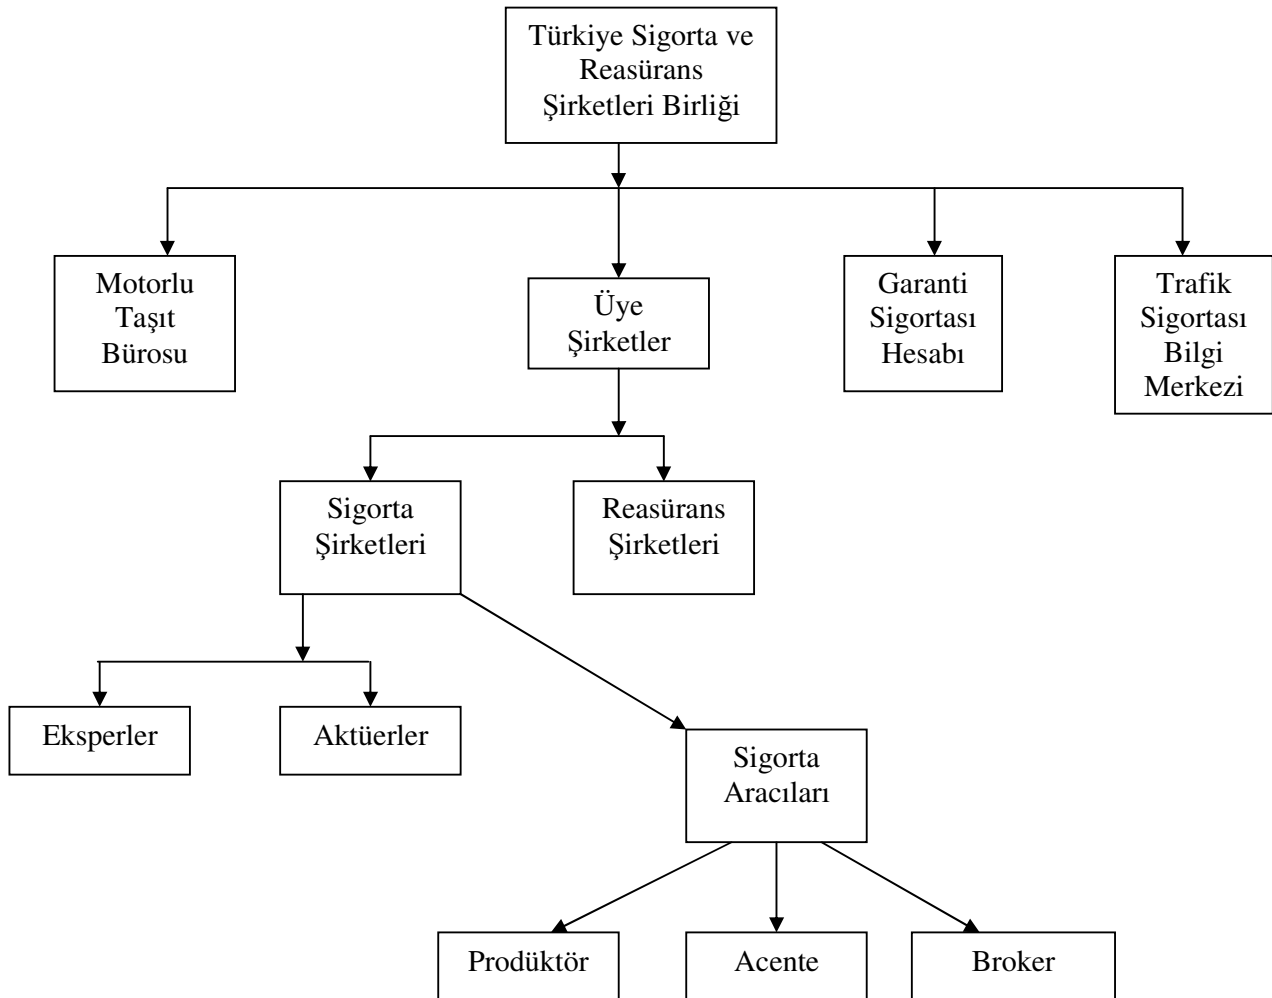 Türkiye Sigorta ve
Reasürans
Şirketleri Birliği
Motorlu
Taşıt
Bürosu
Üye
Şirketler
Garanti
Sigortası
Hesabı
Trafik
Sigortası
Bilgi
Merkezi
Sigorta
Şirketleri
Reasürans
Şirketleri
Eksperler
Aktüerler
Sigorta
Aracıları
Prodüktör
Acente
Broker